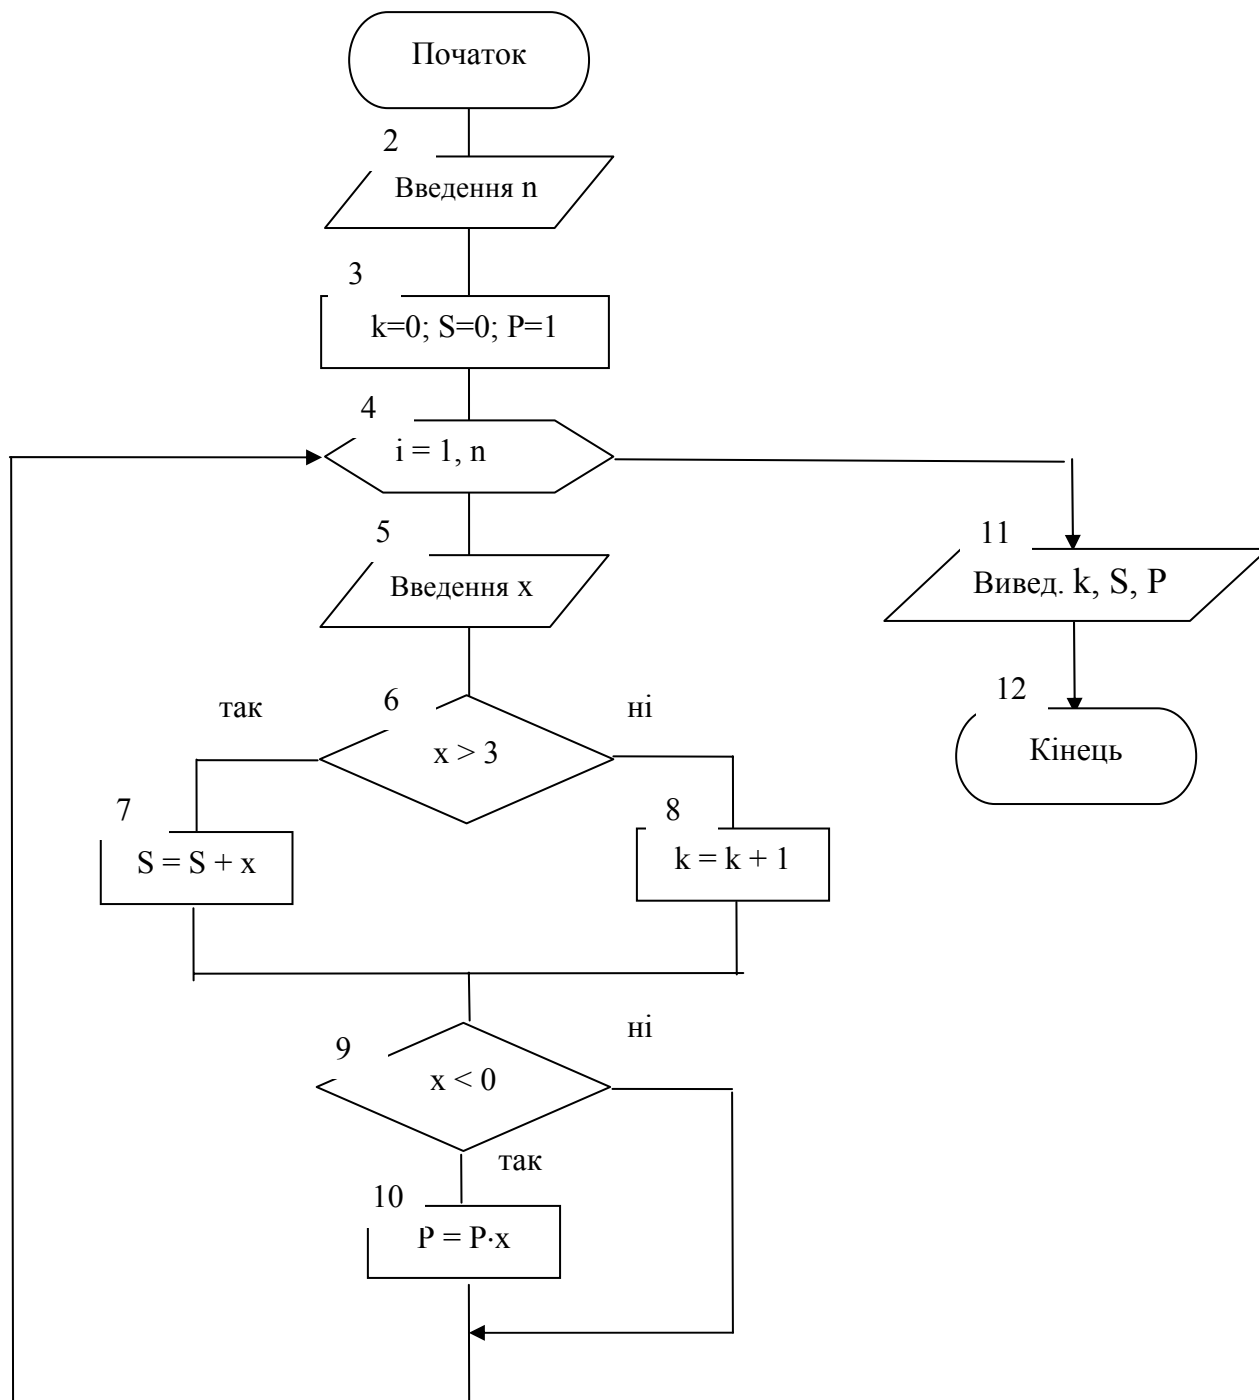 Початок
2
Введення n
3
k=0; S=0; P=1
4
i = 1, n
5
Введення x
11
Вивед. k, S, P
6
так
ні
x > 3
12
Кінець
7
S = S + x
8
k = k + 1
9
ні
x < 0
так
10
P = P·x